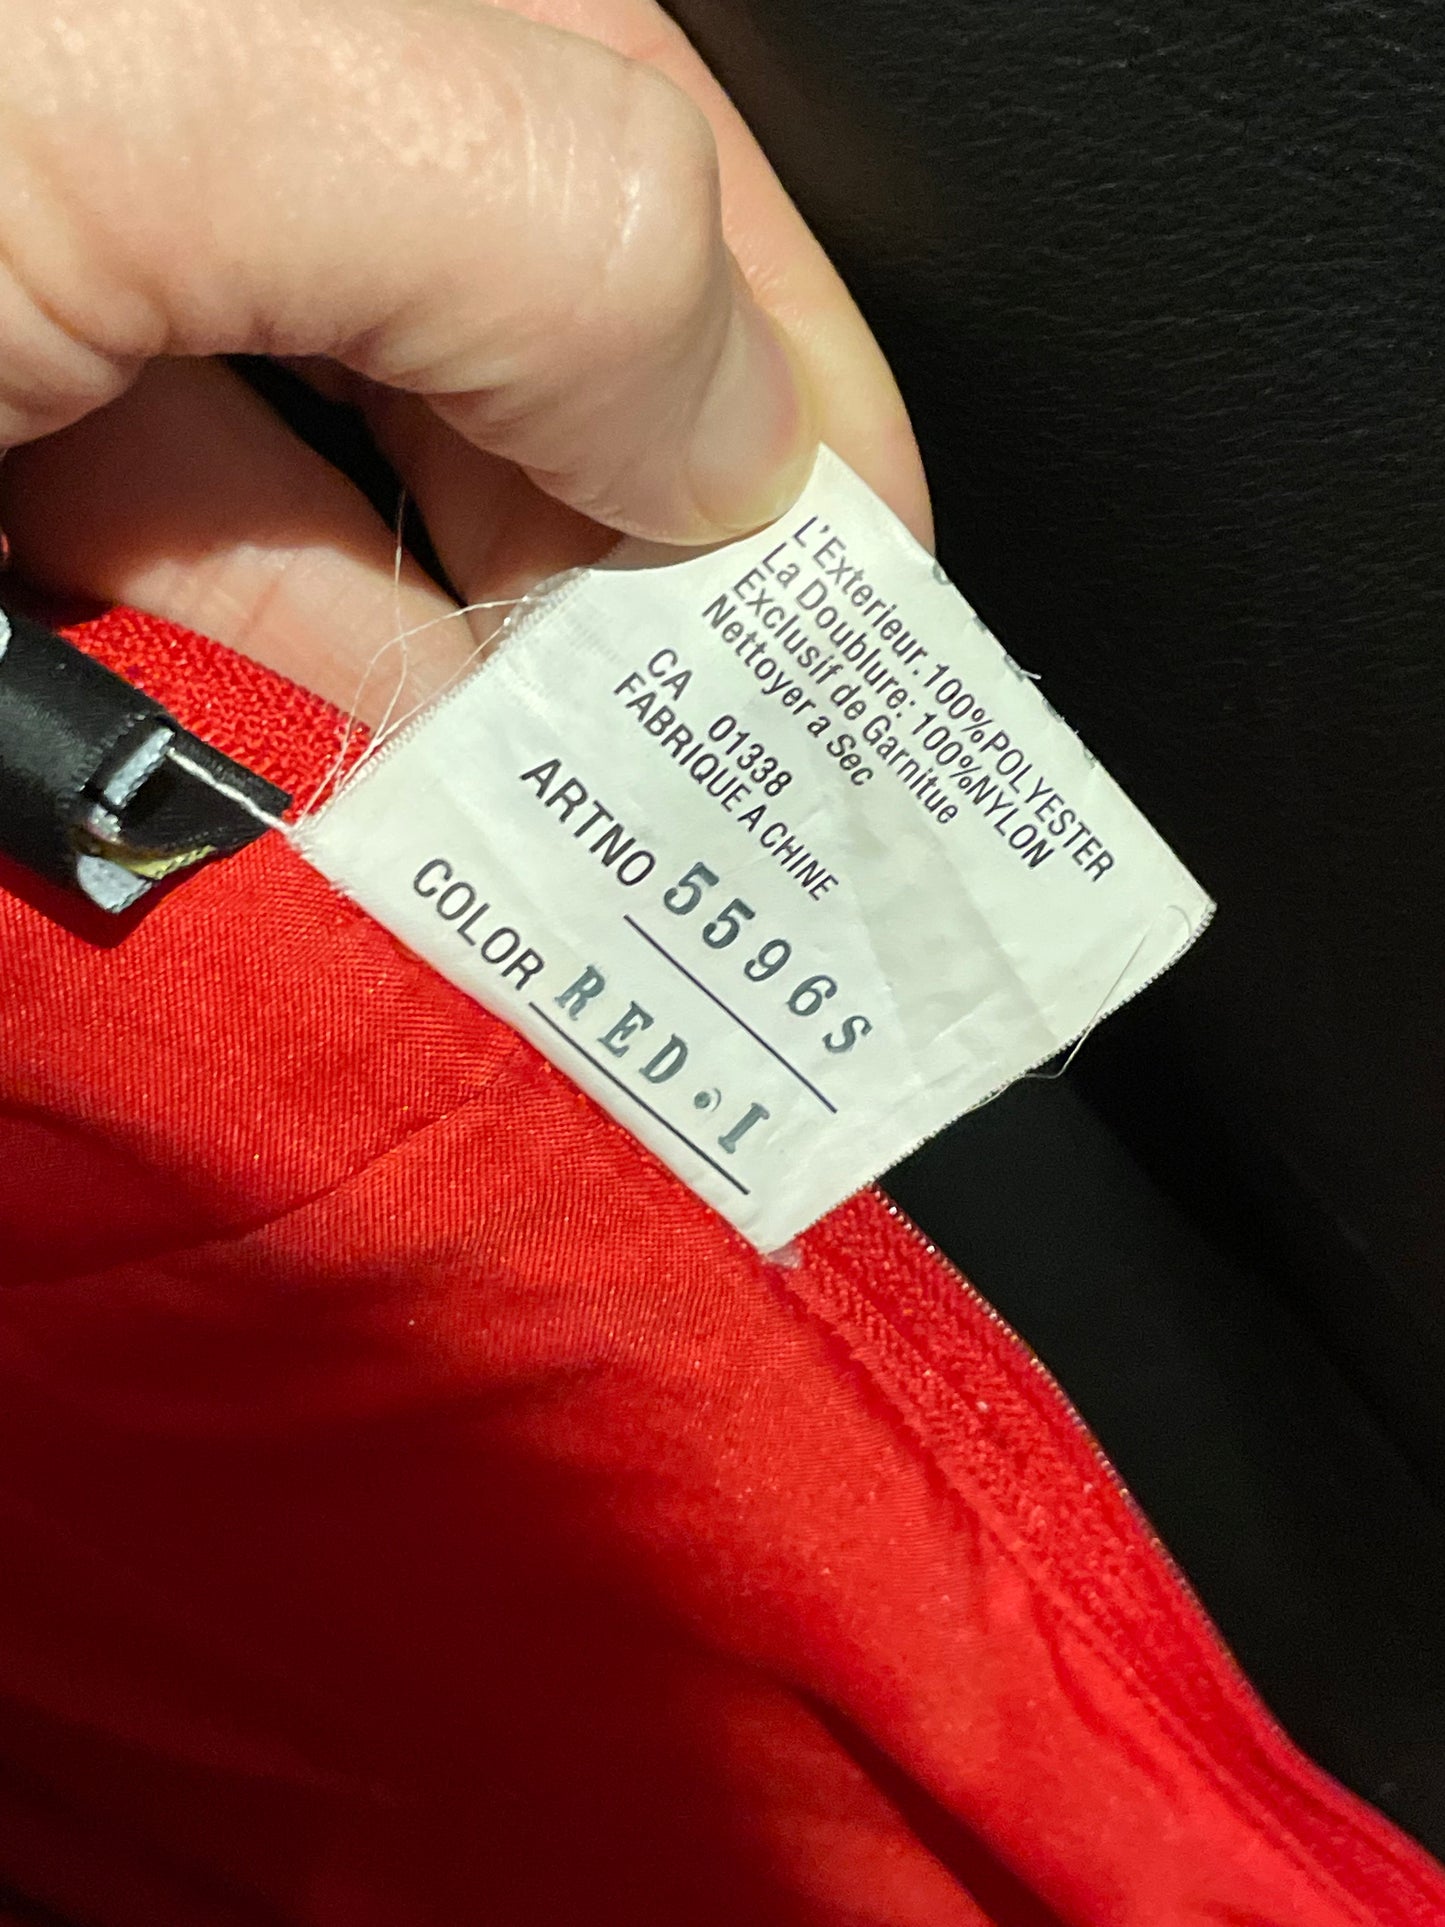 L'Exterieur.100%POLYESTER
La Doublure: 100%NYLON
Exclusif de Garnitue
Nettoyer a Sec
CA 01338
FABRIQUE A CHINE
ARTNO 5596S
COLOR RED.I